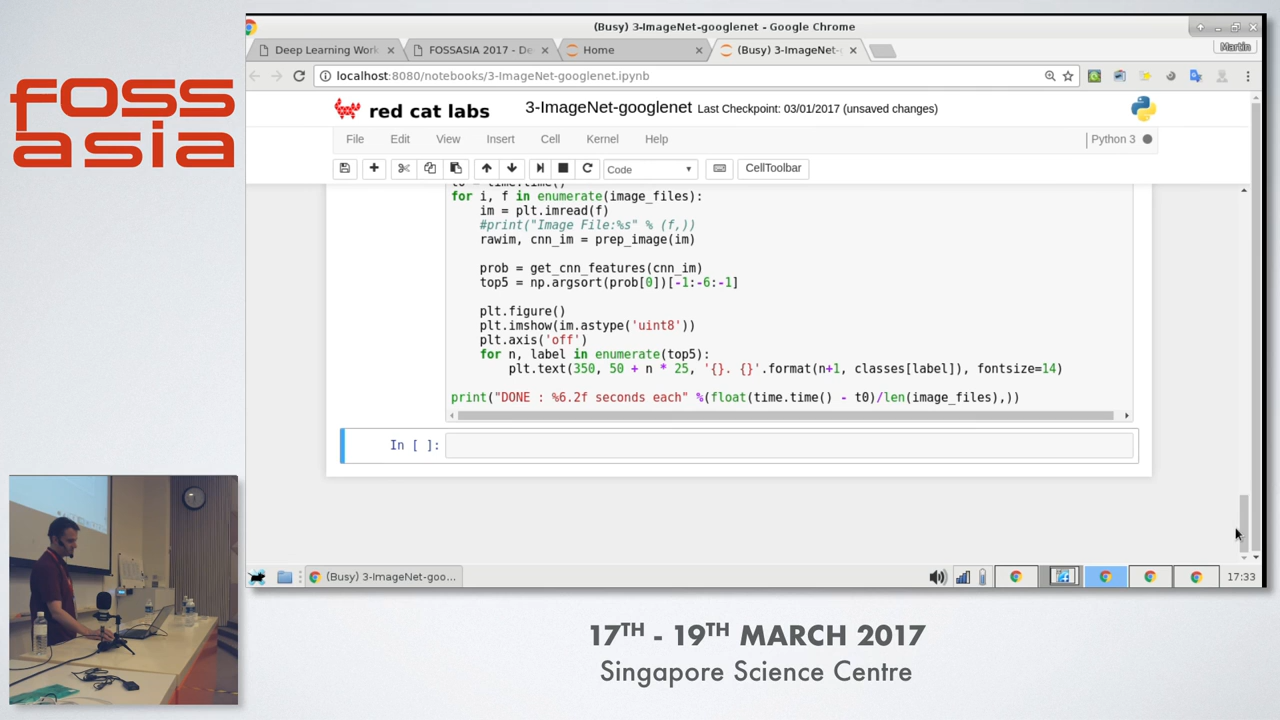 FOSS
asia
(Busy) 3-ImageNet-googlenet - Google Chrome
Deep Learning Work
FOSSASIA 2017 - De
Home
(Busy) 3-ImageNet-
Martin
localhost:8080/notebooks/3-ImageNet-googlenet.ipynb
red cat labs
3-ImageNet-googlenet Last Checkpoint: 03/01/2017 (unsaved changes)
File Edit View Insert Cell Kernel Help Python 3
Code CellToolbar
t0 = time.time()
for i, f in enumerate(image_files):
im = plt.imread(f)
#print("Image File:%s" % (f,))
rawim, cnn_im = prep_image(im)
prob = get_cnn_features(cnn_im)
top5 = np.argsort(prob[0])[-1:-6:-1]
plt.figure()
plt.imshow(im.astype('uint8'))
plt.axis('off')
for n, label in enumerate(top5):
plt.text(350, 50 + n * 25, '{}. {}'.format(n+1, classes[label]), fontsize=14)
print("DONE : %6.2f seconds each" %(float(time.time() - t0)/len(image_files),))
In [ ]:
(Busy) 3-ImageNet-goo...
17:33
17TH - 19TH MARCH 2017
Singapore Science Centre